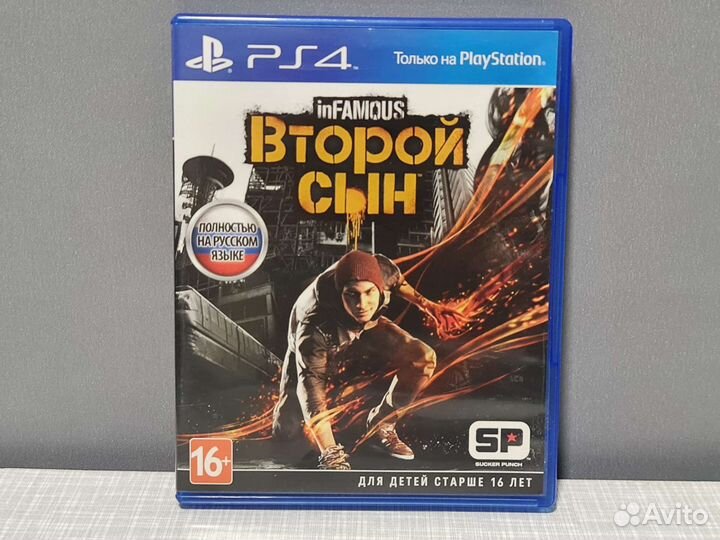 PS4
Только на PlayStation.
inFAMOUS
Второй
сын™
ПОЛНОСТЬЮ
НА РУССКОМ
ЯЗЫКЕ
16+
SP
SUCKER PUNCH
ДЛЯ ДЕТЕЙ СТАРШЕ 16 ЛЕТ
Avito